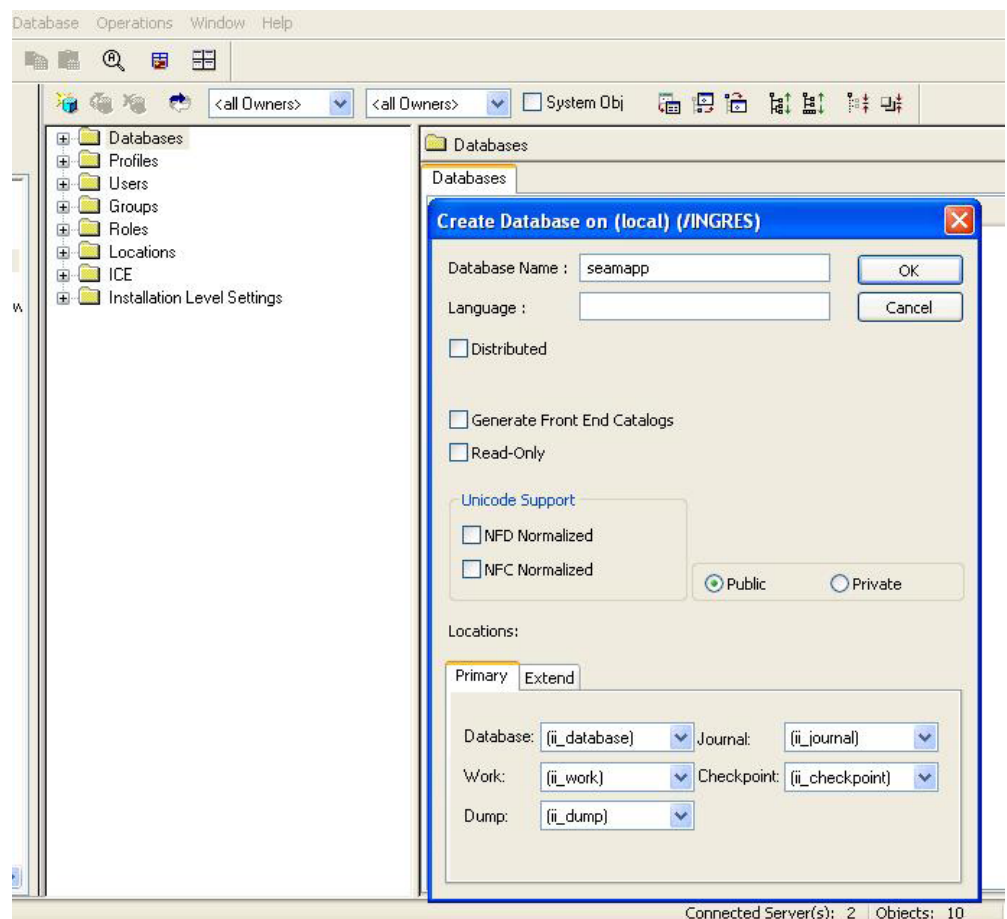 Database Operations Window Help
<all Owners> <all Owners> System Obj
Databases
Profiles
Users
Groups
Roles
Locations
ICE
Installation Level Settings
Databases
Databases
Create Database on (local) (/INGRES)
Database Name : seamapp OK
Language : Cancel
Distributed
Generate Front End Catalogs
Read-Only
Unicode Support
NFD Normalized
NFC Normalized
Public Private
Locations:
Primary Extend
Database: (ii_database) Journal: (ii_journal)
Work: (ii_work) Checkpoint: (ii_checkpoint)
Dump: (ii_dump)
Connected Server(s): 2 Objects: 10